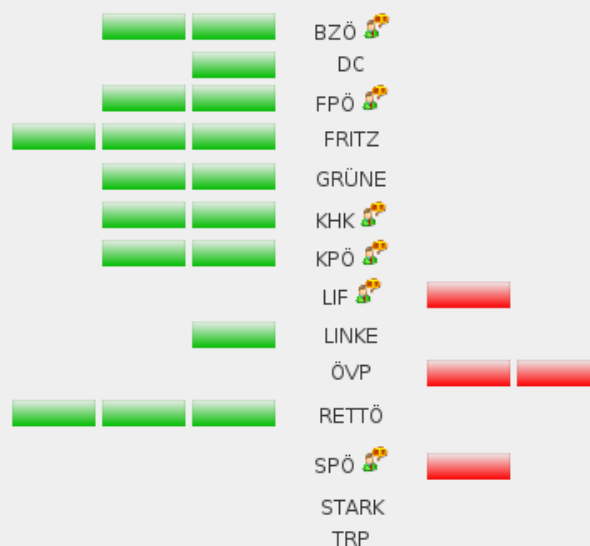 BZÖ
DC
FPÖ
FRITZ
GRÜNE
KHK
KPÖ
LIF
LINKE
ÖVP
RETTÖ
SPÖ
STARK
TRP